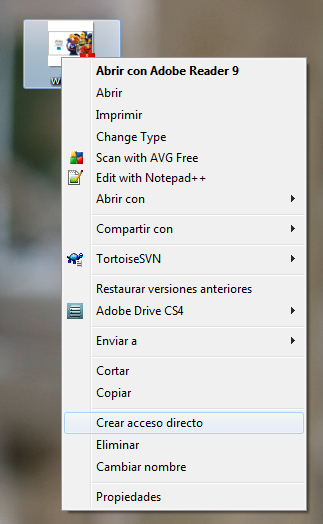 Abrir con Adobe Reader 9
Abrir
Imprimir
Change Type
Scan with AVG Free
Edit with Notepad++
Abrir con
Compartir con
TortoiseSVN
Restaurar versiones anteriores
Adobe Drive CS4
Enviar a
Cortar
Copiar
Crear acceso directo
Eliminar
Cambiar nombre
Propiedades